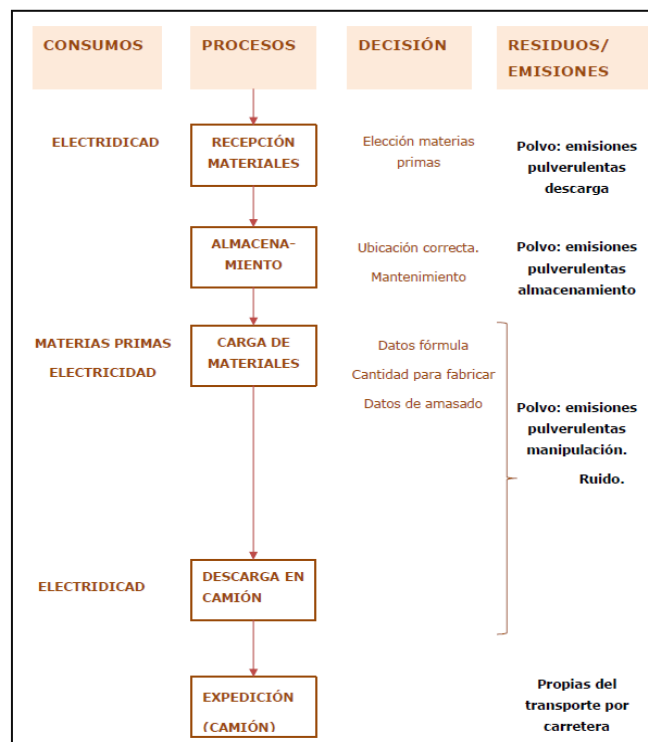 CONSUMOS
PROCESOS
DECISIÓN
RESIDUOS/
EMISIONES
ELECTRIDICAD
RECEPCIÓN
MATERIALES
Elección materias
primas
Polvo: emisiones
pulverulentas
descarga
ALMACENA-
MIENTO
Ubicación correcta.
Mantenimiento
Polvo: emisiones
pulverulentas
almacenamiento
MATERIAS PRIMAS
ELECTRICIDAD
CARGA DE
MATERIALES
Datos fórmula
Cantidad para fabricar
Datos de amasado
Polvo: emisiones
pulverulentas
manipulación.
Ruido.
ELECTRIDICAD
DESCARGA EN
CAMIÓN
EXPEDICIÓN
(CAMIÓN)
Propias del
transporte por
carretera